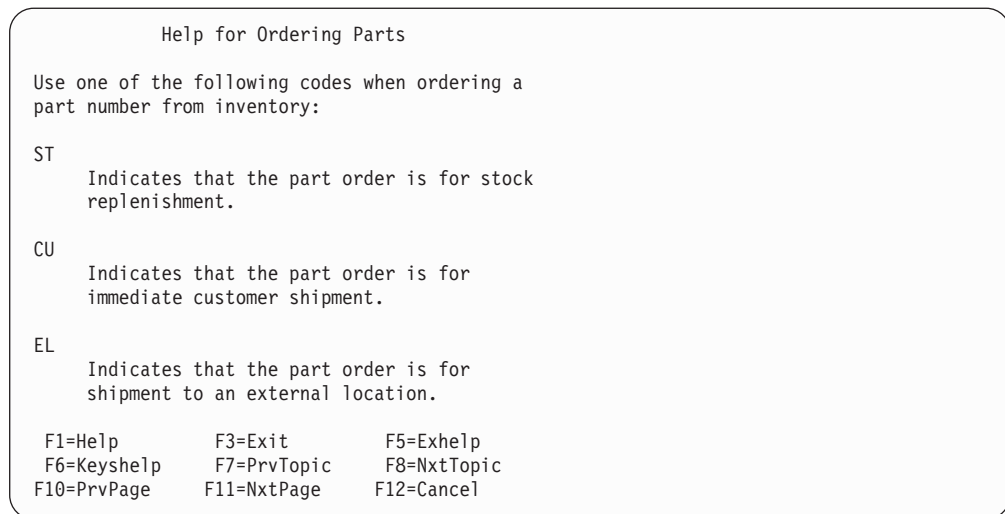 Help for Ordering Parts
Use one of the following codes when ordering a
part number from inventory:
ST
Indicates that the part order is for stock
replenishment.
CU
Indicates that the part order is for
immediate customer shipment.
EL
Indicates that the part order is for
shipment to an external location.
F1=Help F3=Exit F5=Exhelp
F6=Keyshelp F7=PrvTopic F8=NxtTopic
F10=PrvPage F11=NxtPage F12=Cancel